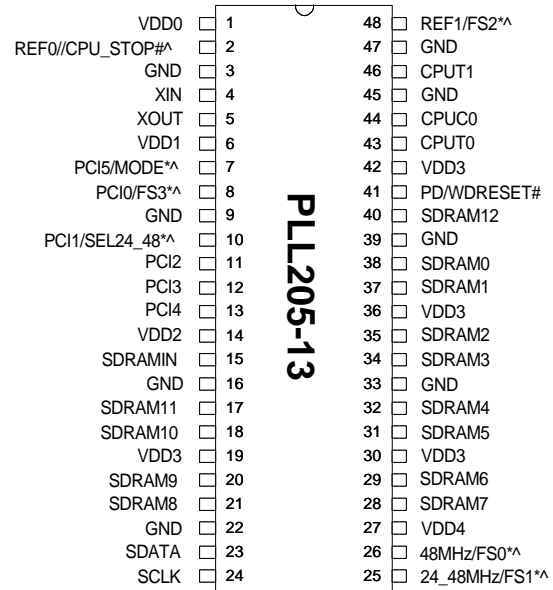 VDD0 1 48 REF1/FS2*^
REF0//CPU_STOP#^ 2 47 GND
GND 3 46 CPUT1
XIN 4 45 GND
XOUT 5 44 CPUC0
VDD1 6 43 CPUT0
PCI5/MODE*^ 7 42 VDD3
PCI0/FS3*^ 8 41 PD/WDRESET#
GND 9 40 SDRAM12
PCI1/SEL24_48*^ 10 39 GND
PCI2 11 38 SDRAM0
PCI3 12 37 SDRAM1
PCI4 13 36 VDD3
VDD2 14 35 SDRAM2
SDRAMIN 15 34 SDRAM3
GND 16 33 GND
SDRAM11 17 32 SDRAM4
SDRAM10 18 31 SDRAM5
VDD3 19 30 VDD3
SDRAM9 20 29 SDRAM6
SDRAM8 21 28 SDRAM7
GND 22 27 VDD4
SDATA 23 26 48MHz/FS0*^
SCLK 24 25 24_48MHz/FS1*^
PLL205-13